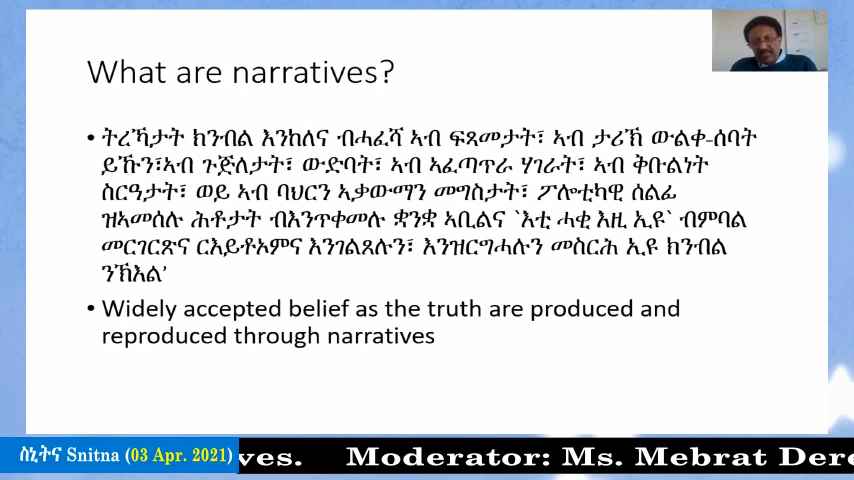 What are narratives?
• ትረኻታት ክንብል እንከለና ብሓፈሻ ኣብ ፍጻመታት፣ ኣብ ታሪኽ ውልቀ-ሰባት
ይኹን፣ኣብ ጉጅለታት፣ ውድባት፣ ኣብ ኣፈጣጥራ ሃገራት፣ ኣብ ቅቡልነት
ስርዓታት፣ ወይ ኣብ ባህርን ኣቃውማን መግስታት፣ ፖሎቲካዊ ሰልፊ
ዝኣመሰሉ ሕቶታት ብእንጥቀመሉ ቋንቋ ኣቢልና `እቲ ሓቂ እዚ ኢዩ` ብምባል
መርገርጽና ርእይቶኦምና እንገልጸሉን፣ እንዝርግሓሉን መስርሕ ኢዩ ክንብል
ንኽእል’
• Widely accepted belief as the truth are produced and
reproduced through narratives
ስኒትና Snitna (03 Apr. 2021) ves. Moderator: Ms. Mebrat